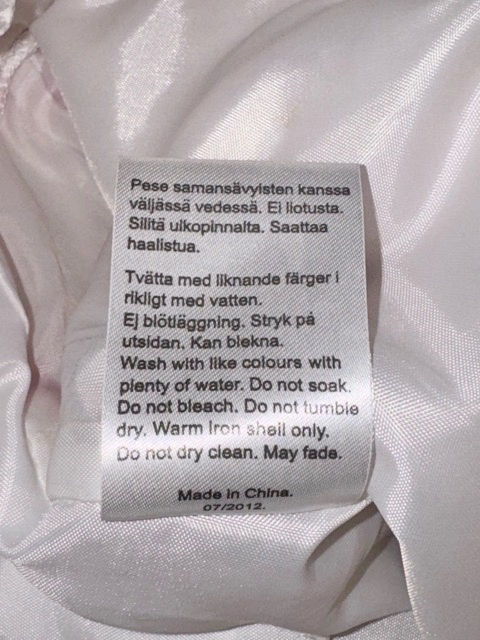 Pese samansävyisten kanssa
väljässä vedessä. Ei liotusta.
Silitä ulkopinnalta. Saattaa
haalistua.
Tvätta med liknande färger i
rikligt med vatten.
Ej blötläggning. Stryk på
utsidan. Kan blekna.
Wash with like colours with
plenty of water. Do not soak.
Do not bleach. Do not tumble
dry. Warm Iron shell only.
Do not dry clean. May fade.
Made in China.
07/2012.